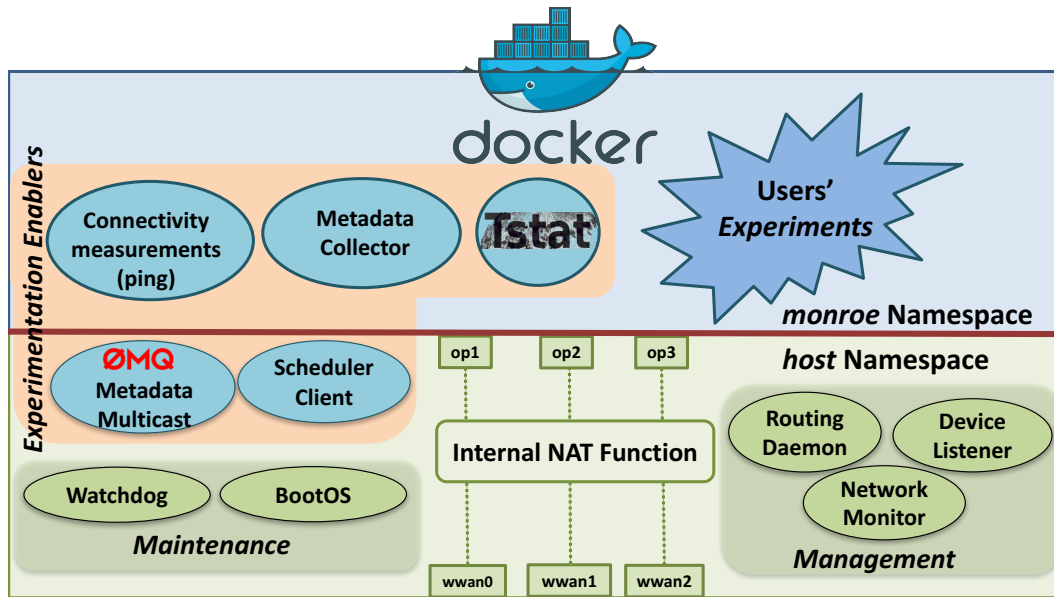 docker
Experimentation Enablers
Connectivity
measurements
(ping)
Metadata
Collector
Tstat
Users'
Experiments
monroe Namespace
host Namespace
ØMQ
Metadata
Multicast
Scheduler
Client
op1
op2
op3
Internal NAT Function
Routing
Daemon
Device
Listener
Network
Monitor
Management
Watchdog
BootOS
Maintenance
wwan0
wwan1
wwan2